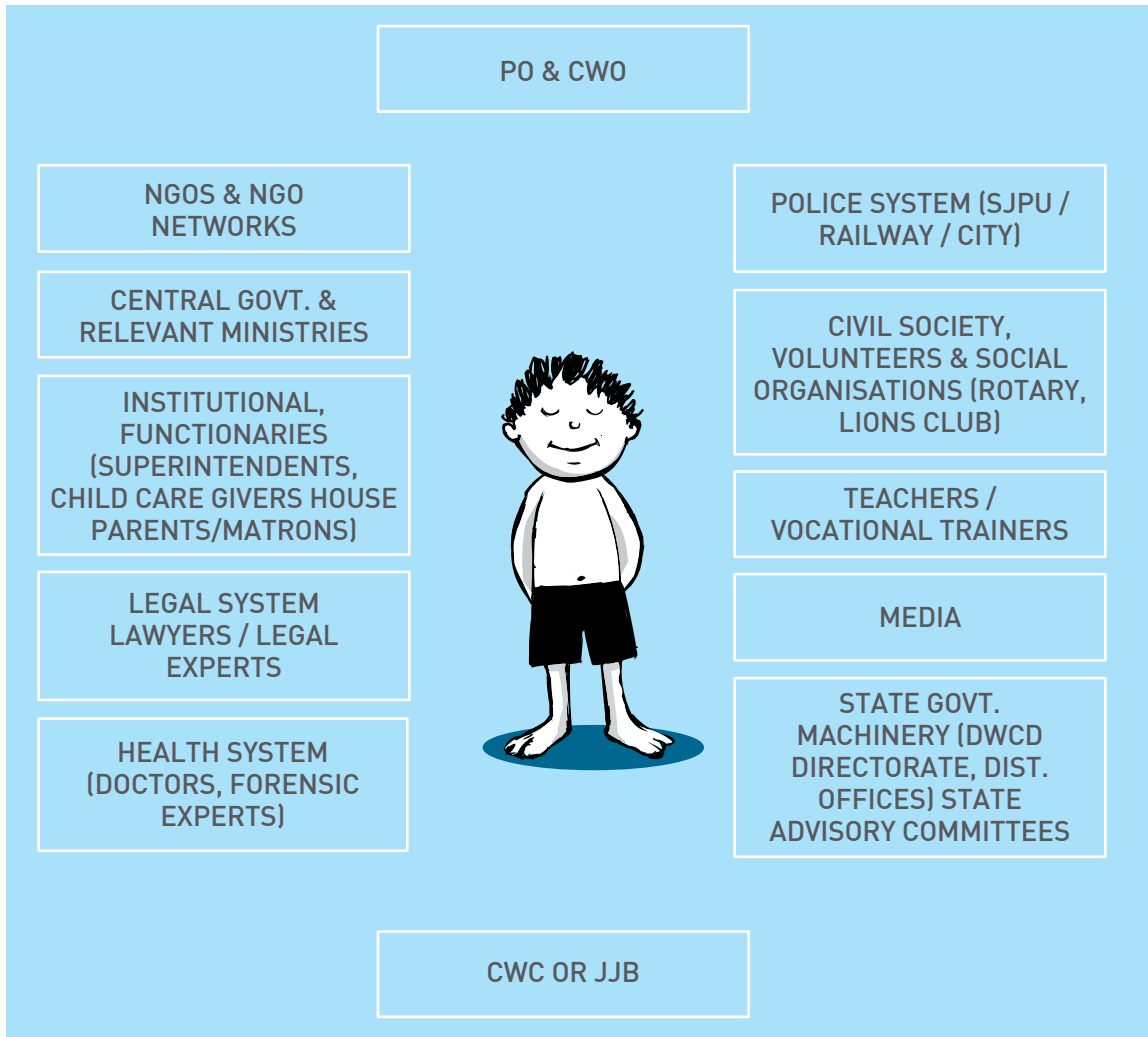 PO & CWO
NGOS & NGO
NETWORKS
CENTRAL GOVT. &
RELEVANT MINISTRIES
INSTITUTIONAL,
FUNCTIONARIES
(SUPERINTENDENTS,
CHILD CARE GIVERS HOUSE
PARENTS/MATRONS)
LEGAL SYSTEM
LAWYERS / LEGAL
EXPERTS
HEALTH SYSTEM
(DOCTORS, FORENSIC
EXPERTS)
POLICE SYSTEM (SJPU /
RAILWAY / CITY)
CIVIL SOCIETY,
VOLUNTEERS & SOCIAL
ORGANISATIONS (ROTARY,
LIONS CLUB)
TEACHERS /
VOCATIONAL TRAINERS
MEDIA
STATE GOVT.
MACHINERY (DWCD
DIRECTORATE, DIST.
OFFICES) STATE
ADVISORY COMMITTEES
CWC OR JJB